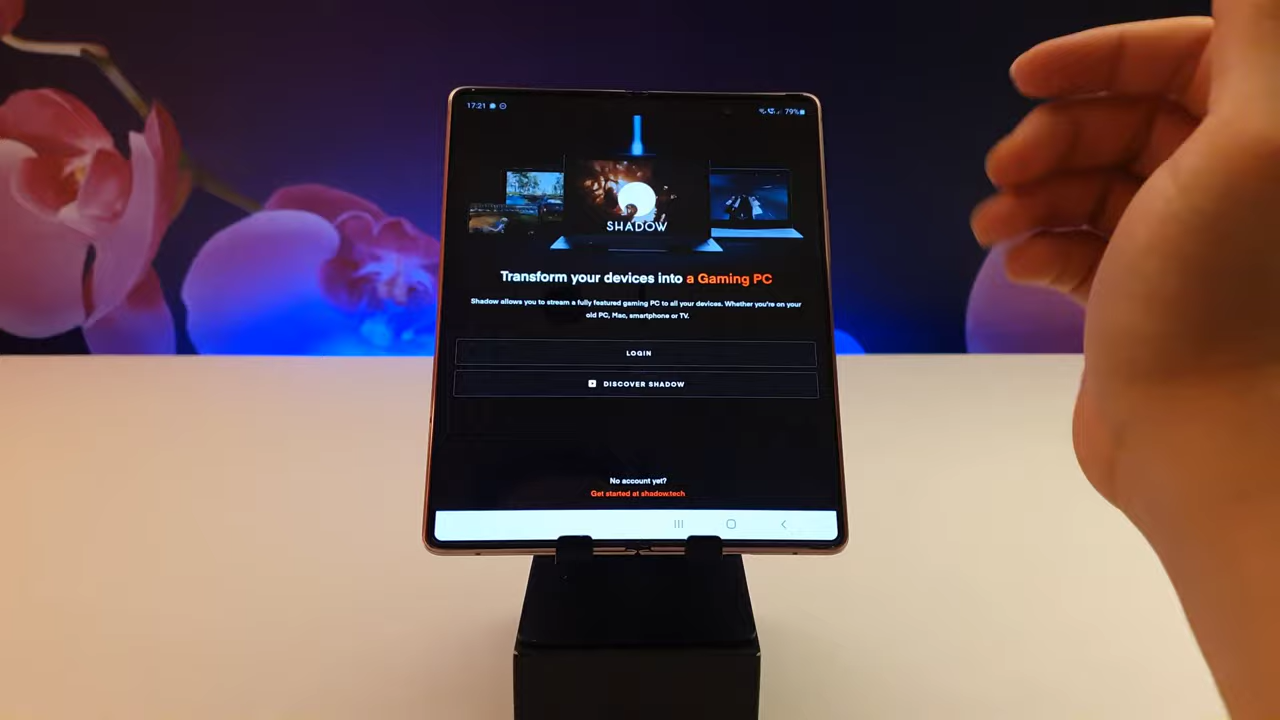 17:21
79%
SHADOW
Transform your devices into a Gaming PC
Shadow allows you to stream a fully featured gaming PC to all your devices. Whether you're on your
old PC, Mac, smartphone or TV.
LOGIN
DISCOVER SHADOW
No account yet?
Get started at shadow.tech